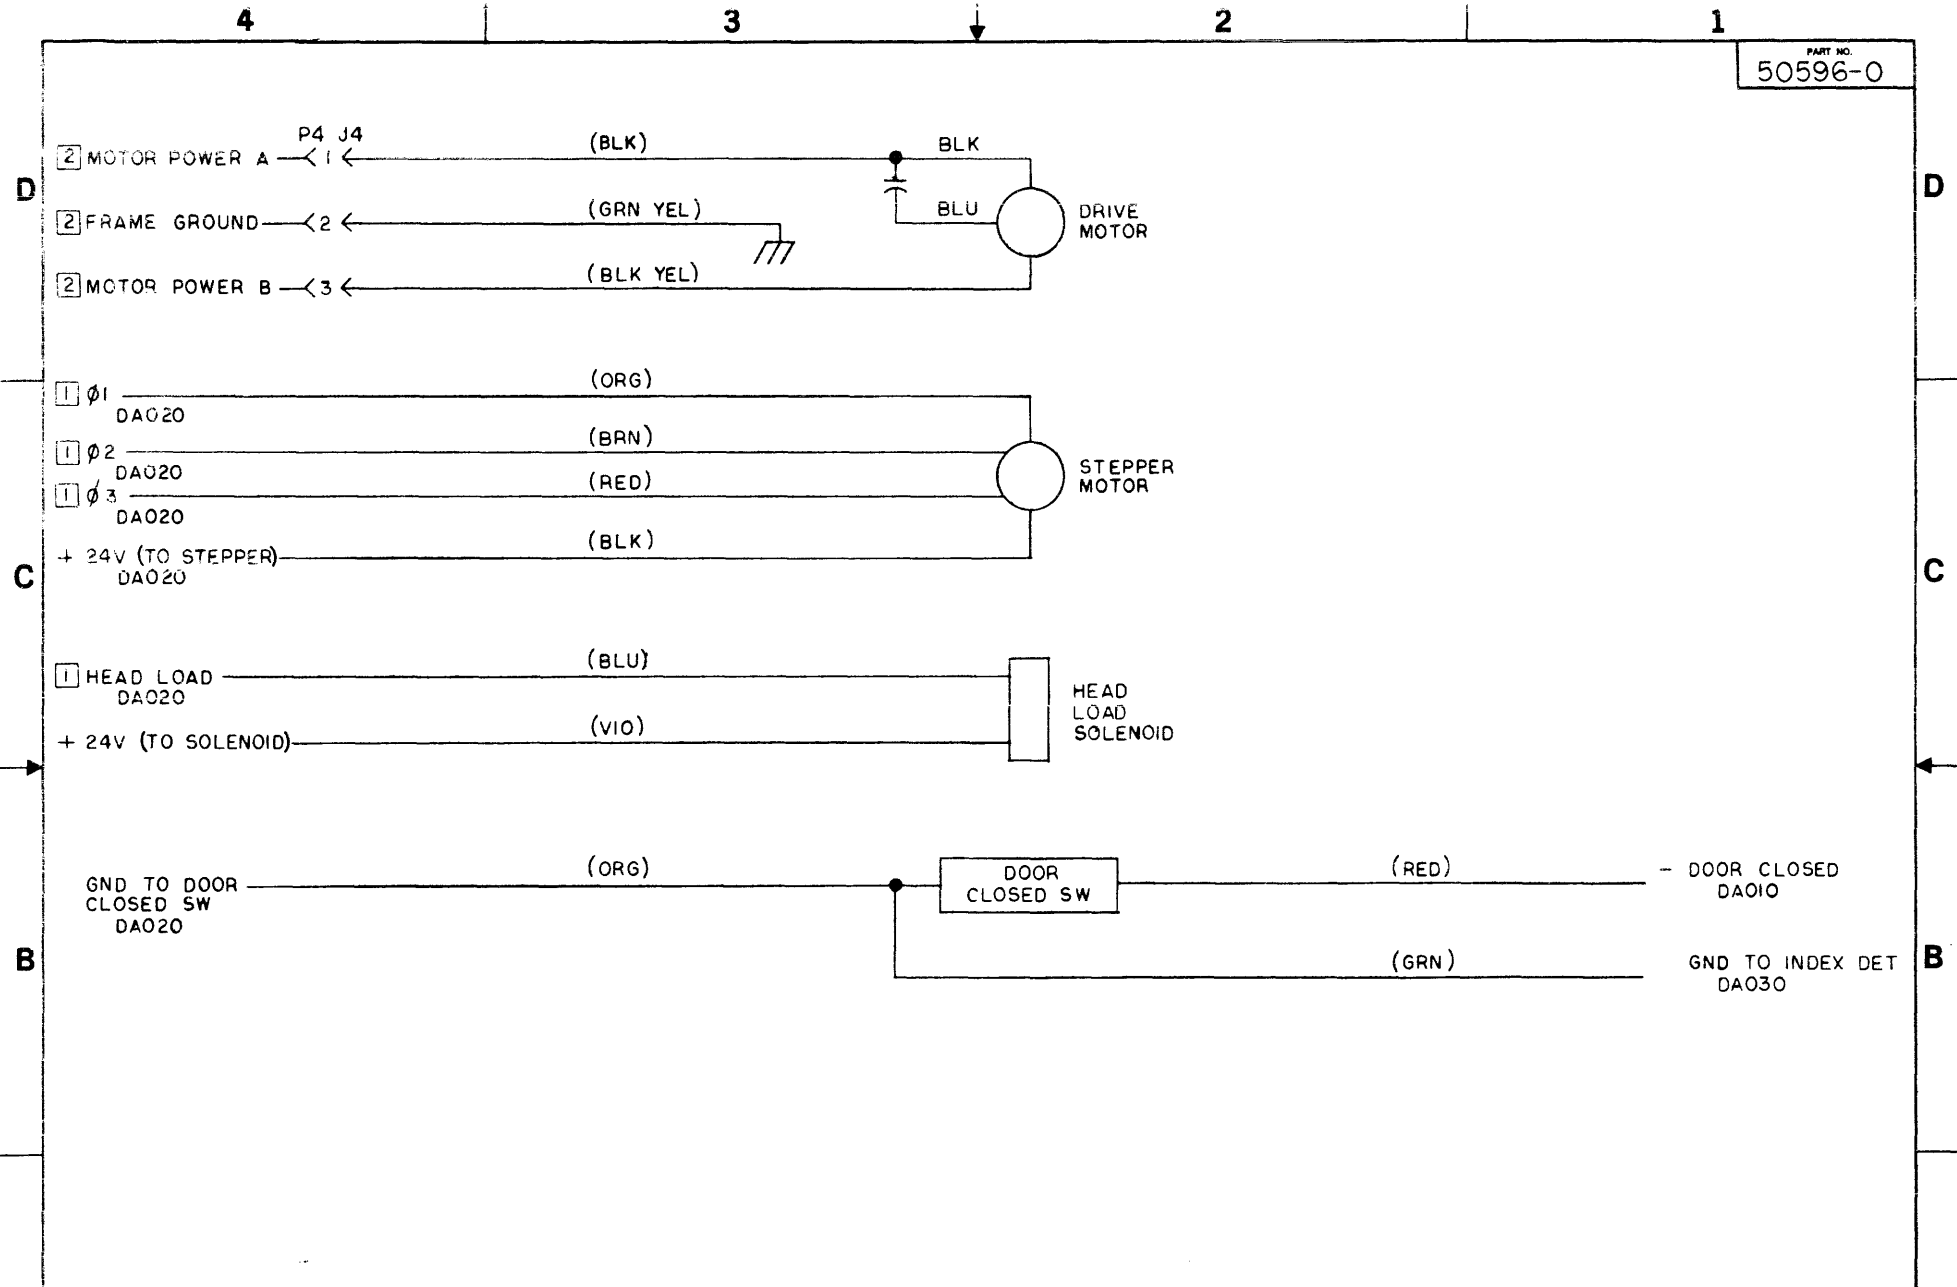 4 3 2 1
PART NO.
50596-0
P4 J4
(BLK)
BLK
2 MOTOR POWER A 1
D
D
(GRN YEL)
BLU
DRIVE
MOTOR
2 FRAME GROUND 2
(BLK YEL)
2 MOTOR POWER B 3
(ORG)
1 ø1
DA020
(BRN)
1 ø2
DA020
STEPPER
MOTOR
(RED)
1 ø3
DA020
(BLK)
+ 24V (TO STEPPER)
DA020
C
C
(BLU)
1 HEAD LOAD
DA020
HEAD
LOAD
SOLENOID
(VIO)
+ 24V (TO SOLENOID)
(ORG)
GND TO DOOR
CLOSED SW
DA020
DOOR
CLOSED SW
(RED)
- DOOR CLOSED
DA010
B
(GRN)
GND TO INDEX DET
DA030
B